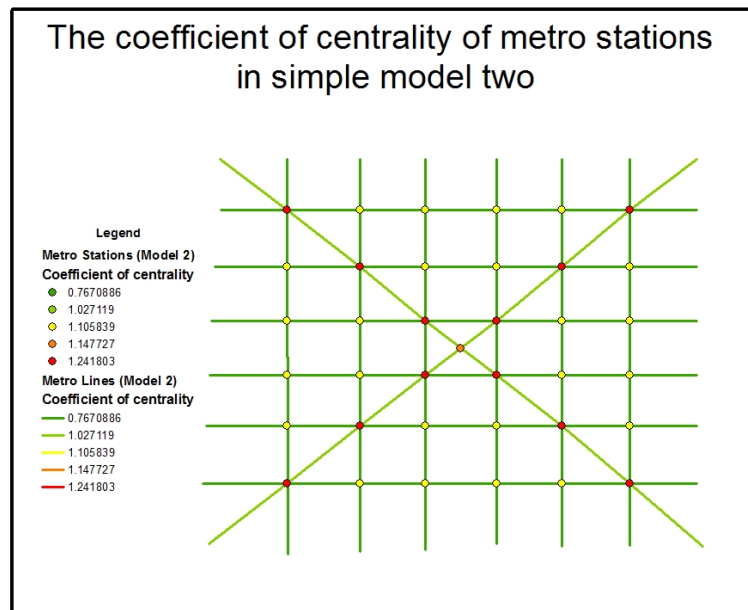 The coefficient of centrality of metro stations
in simple model two
Legend
Metro Stations (Model 2)
Coefficient of centrality
0.7670886
1.027119
1.105839
1.147727
1.241803
Metro Lines (Model 2)
Coefficient of centrality
0.7670886
1.027119
1.105839
1.147727
1.241803